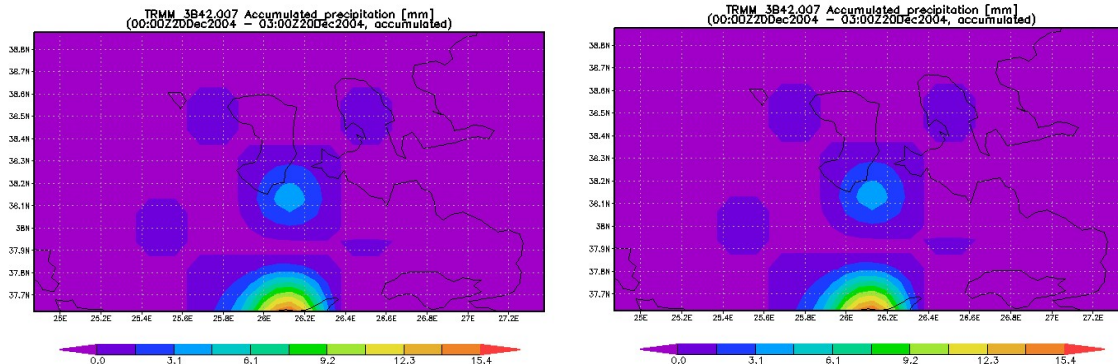 TRMM_3B42.007 Accumulated precipitation [mm]
(00:00Z20Dec2004 - 03:00Z20Dec2004, accumulated)
38.8N
38.7N
38.6N
38.5N
38.4N
38.3N
38.2N
38.1N
38N
37.9N
37.8N
37.7N
25E 25.2E 25.4E 25.6E 25.8E 26E 26.2E 26.4E 26.6E 26.8E 27E 27.2E
0.0 3.1 6.1 9.2 12.3 15.4
TRMM_3B42.007 Accumulated precipitation [mm]
(00:00Z20Dec2004 - 03:00Z20Dec2004, accumulated)
38.8N
38.7N
38.6N
38.5N
38.4N
38.3N
38.2N
38.1N
38N
37.9N
37.8N
37.7N
25E 25.2E 25.4E 25.6E 25.8E 26E 26.2E 26.4E 26.6E 26.8E 27E 27.2E
0.0 3.1 6.1 9.2 12.3 15.4